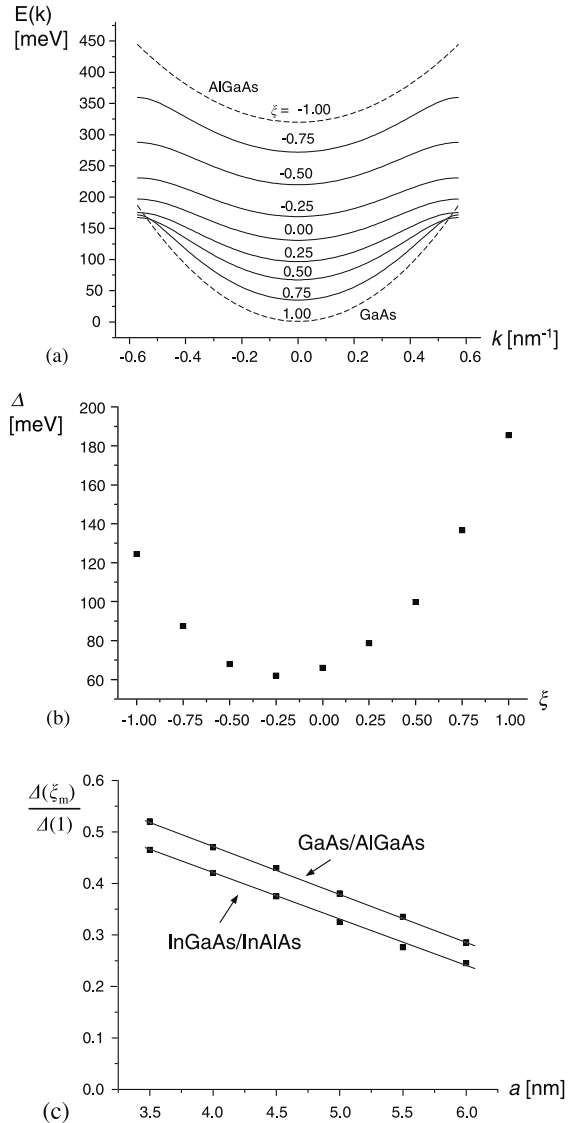 E(k)
[meV]
450
400
350
300
250
200
150
100
50
0
AlGaAs
ξ = -1.00
-0.75
-0.50
-0.25
0.00
0.25
0.50
0.75
1.00
GaAs
-0.6 -0.4 -0.2 0.0 0.2 0.4 0.6
k [nm⁻¹]
(a)
Δ
[meV]
200
180
160
140
120
100
80
60
-1.00 -0.75 -0.50 -0.25 0.00 0.25 0.50 0.75 1.00
ξ
(b)
Δ(ξm)
Δ(1)
0.6
0.5
0.4
0.3
0.2
0.1
0.0
GaAs/AlGaAs
InGaAs/InAlAs
3.5 4.0 4.5 5.0 5.5 6.0
a [nm]
(c)